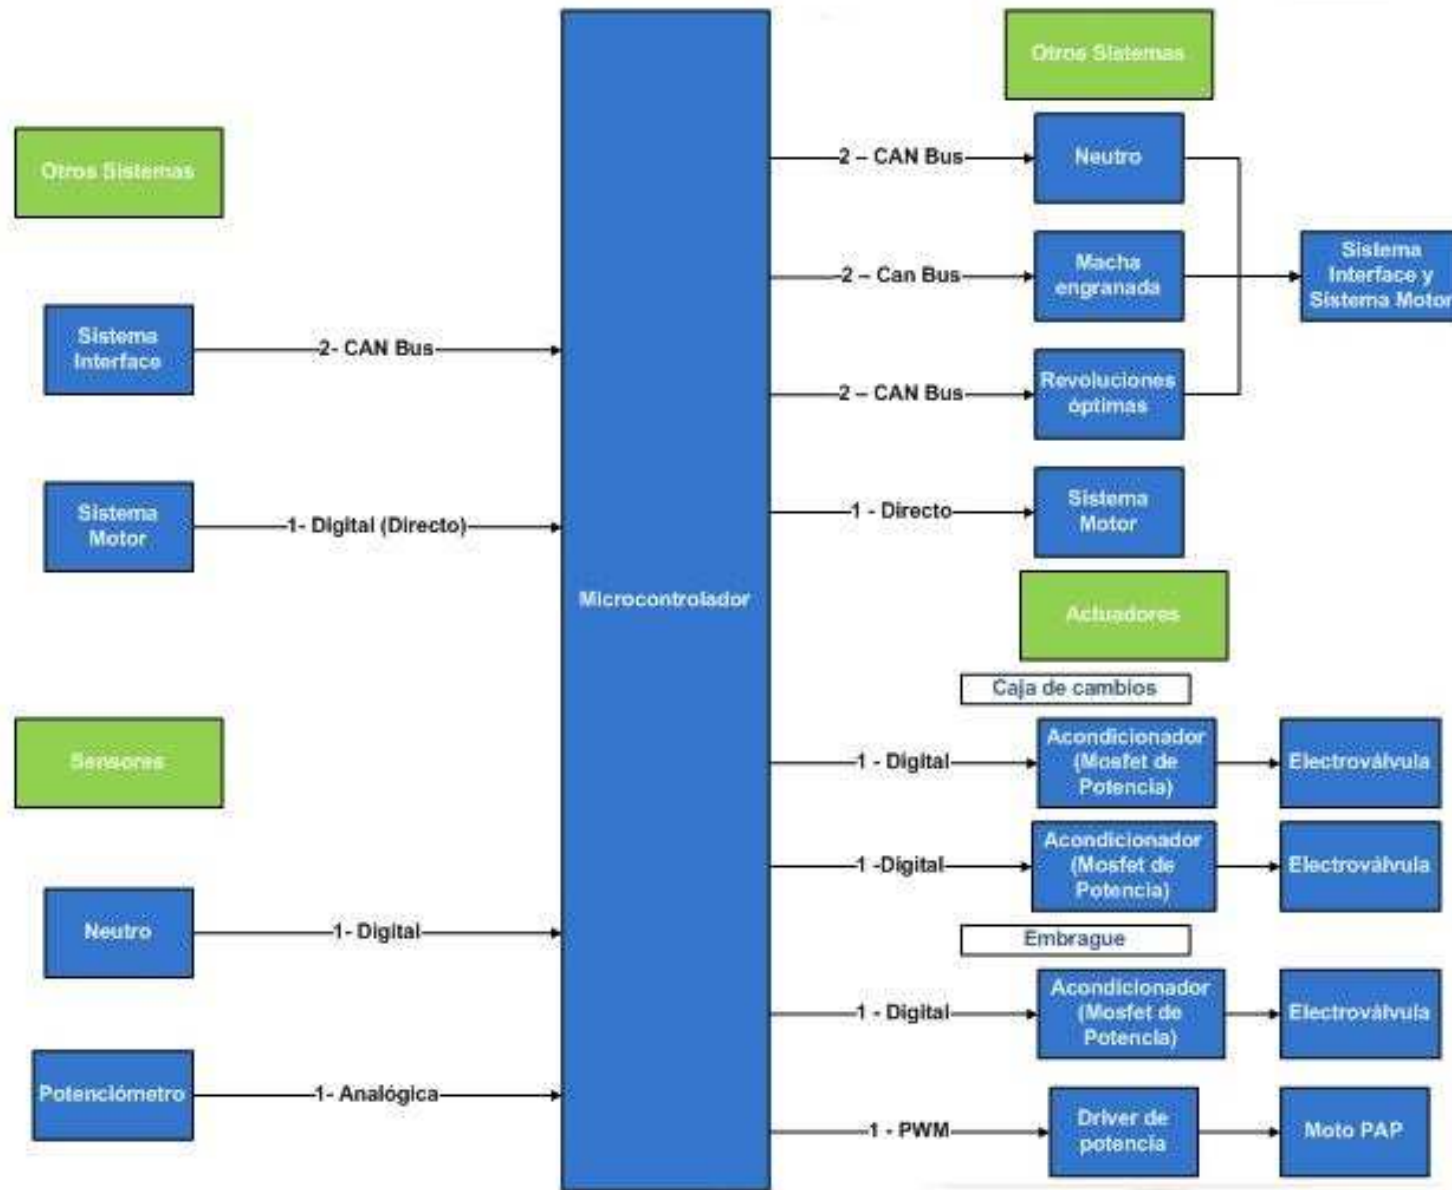 Otros Sistemas
Sistema
Interface
2- CAN Bus
Sistema
Motor
1- Digital (Directo)
Sensores
Neutro
1- Digital
Potenciómetro
1- Analógica
Microcontrolador
Otros Sistemas
2 – CAN Bus
Neutro
2 – Can Bus
Macha
engranada
Sistema
Interface y
Sistema Motor
2 – CAN Bus
Revoluciones
óptimas
1 - Directo
Sistema
Motor
Actuadores
Caja de cambios
1 - Digital
Acondicionador
(Mosfet de
Potencia)
Electroválvula
1 -Digital
Acondicionador
(Mosfet de
Potencia)
Electroválvula
Embrague
1 - Digital
Acondicionador
(Mosfet de
Potencia)
Electroválvula
1 - PWM
Driver de
potencia
Moto PAP